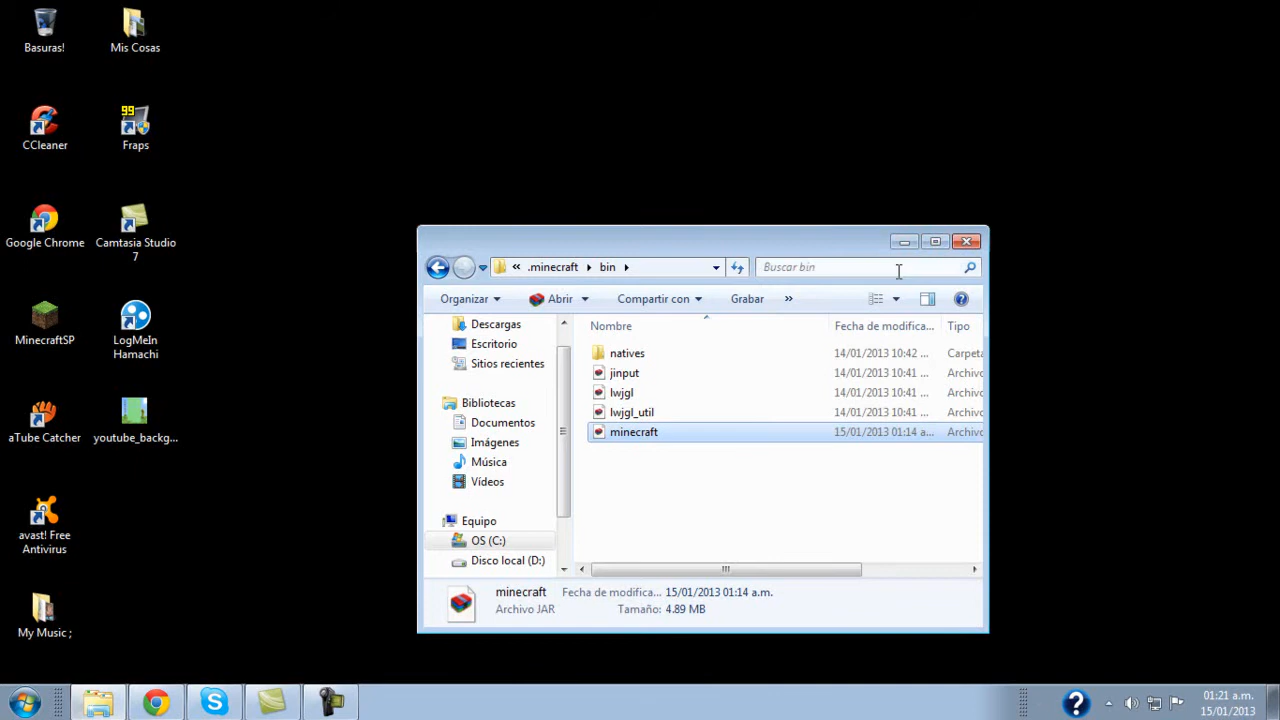 Basuras!
Mis Cosas
CCleaner
99
Fraps
Google Chrome
Camtasia Studio
7
MinecraftSP
LogMeIn
Hamachi
aTube Catcher
youtube_backg...
avast! Free
Antivirus
My Music ;
« .minecraft bin
Buscar bin
Organizar Abrir Compartir con Grabar »
Nombre Fecha de modifica... Tipo
natives 14/01/2013 10:42 ... Carpeta
jinput 14/01/2013 10:41 ... Archivo
lwjgl 14/01/2013 10:41 ... Archivo
lwjgl_util 14/01/2013 10:41 ... Archivo
minecraft 15/01/2013 01:14 a... Archivo
Descargas
Escritorio
Sitios recientes
Bibliotecas
Documentos
Imágenes
Música
Vídeos
Equipo
OS (C:)
Disco local (D:)
minecraft Fecha de modifica... 15/01/2013 01:14 a.m.
Archivo JAR Tamaño: 4.89 MB
01:21 a.m.
15/01/2013